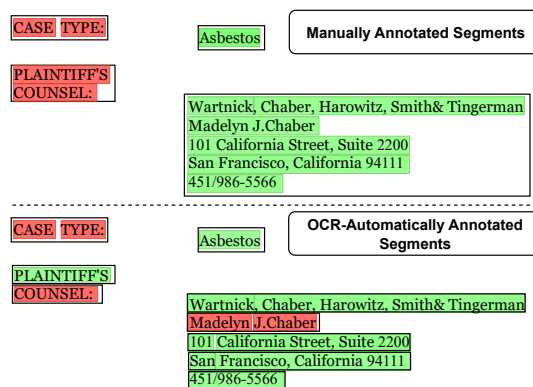 CASE TYPE:
Asbestos
Manually Annotated Segments
PLAINTIFF'S
COUNSEL:
Wartnick, Chaber, Harowitz, Smith& Tingerman
Madelyn J.Chaber
101 California Street, Suite 2200
San Francisco, California 94111
451/986-5566
CASE TYPE:
Asbestos
OCR-Automatically Annotated
Segments
PLAINTIFF'S
COUNSEL:
Wartnick, Chaber, Harowitz, Smith& Tingerman
Madelyn J.Chaber
101 California Street, Suite 2200
San Francisco, California 94111
451/986-5566